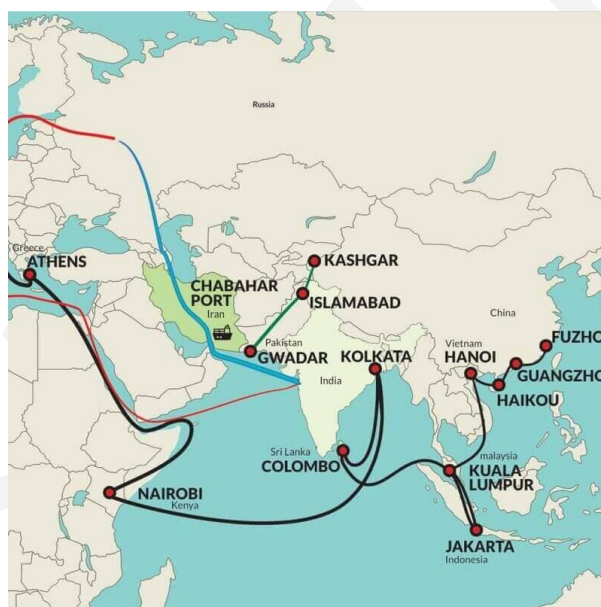 Russia
Greece
ATHENS
KASHGAR
CHABAHAR
PORT
Iran
ISLAMABAD
China
Pakistan
GWADAR
KOLKATA
Vietnam
HANOI
FUZHO
GUANGZHO
HAIKOU
India
Sri Lanka
COLOMBO
malaysia
KUALA
LUMPUR
NAIROBI
Kenya
JAKARTA
Indonesia